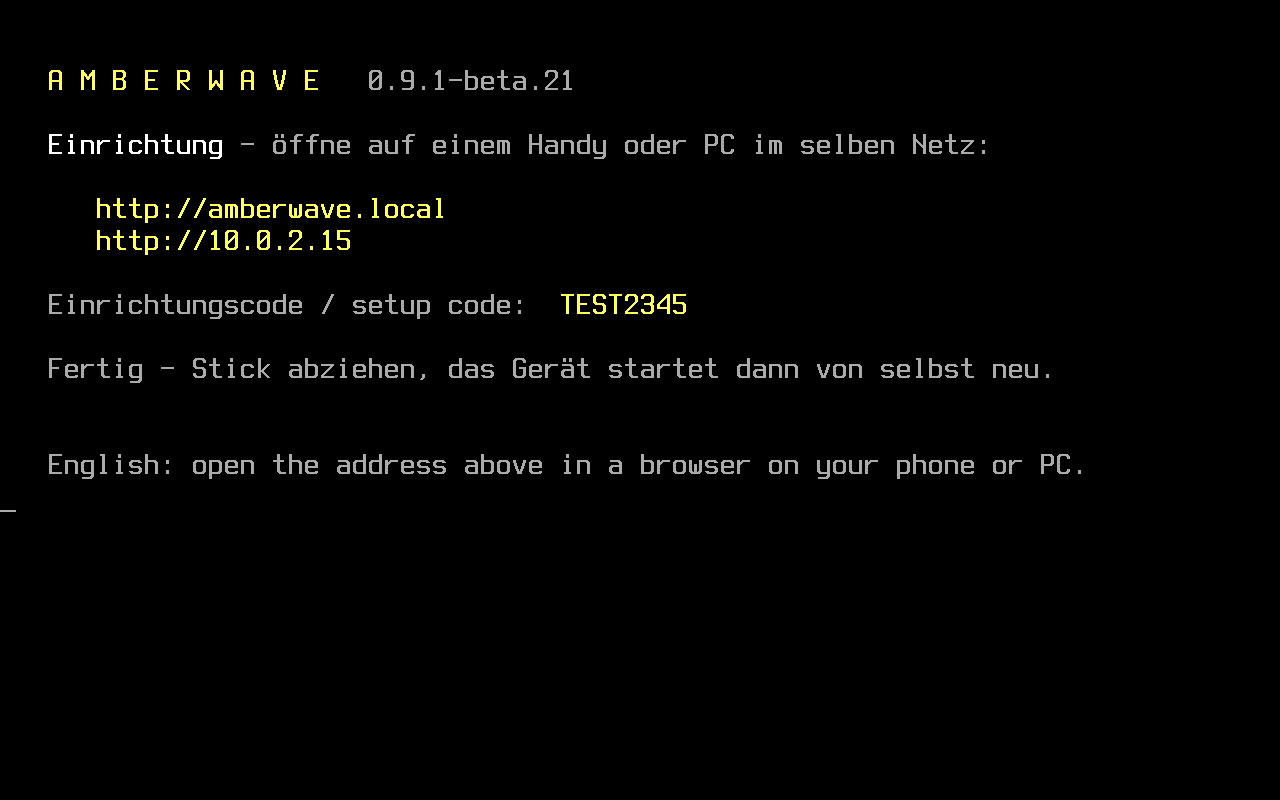 A M B E R W A V E   0.9.1-beta.21
Einrichtung - öffne auf einem Handy oder PC im selben Netz:
http://amberwave.local
http://10.0.2.15
Einrichtungscode / setup code:  TEST2345
Fertig - Stick abziehen, das Gerät startet dann von selbst neu.
English: open the address above in a browser on your phone or PC.